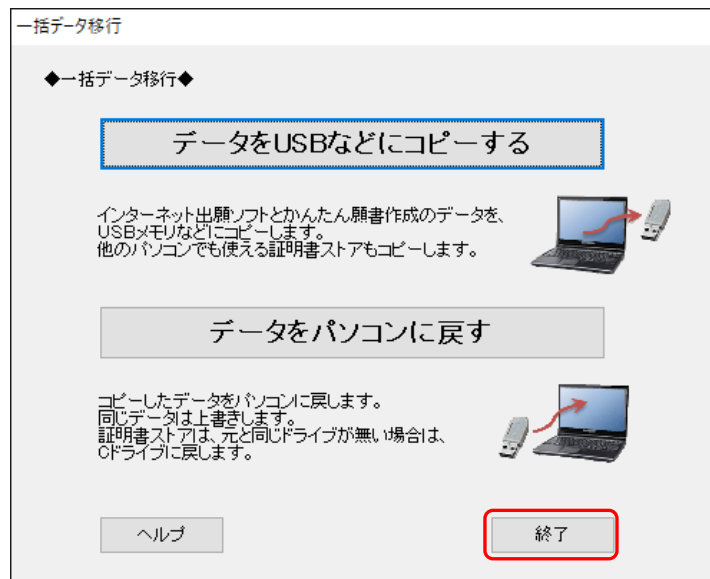 一括データ移行
◆一括データ移行◆
データをUSBなどにコピーする
インターネット出願ソフトとかんたん願書作成のデータを、
USBメモリなどにコピーします。
他のパソコンでも使える証明書ストアもコピーします。
データをパソコンに戻す
コピーしたデータをパソコンに戻します。
同じデータは上書きします。
証明書ストアは、元と同じドライブが無い場合は、
Cドライブに戻します。
ヘルプ
終了